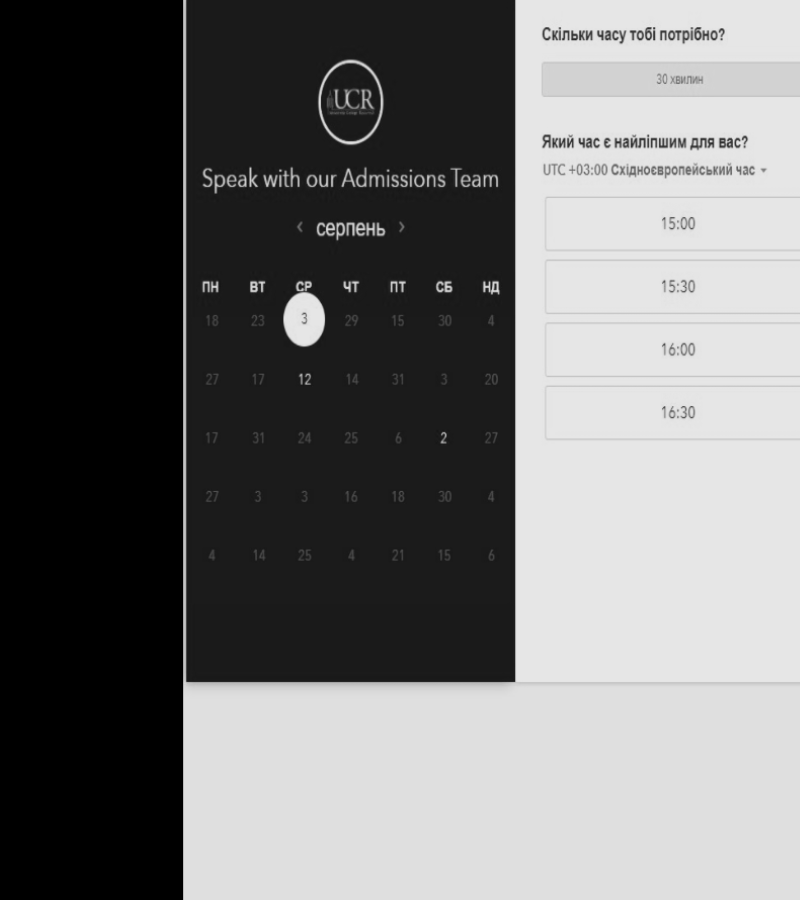 UCR
Speak with our Admissions Team
‹ серпень ›
ПН ВТ СР ЧТ ПТ СБ НД
18 23 3 29 15 30 4
27 17 12 14 31 3 20
17 31 24 25 6 2 27
27 3 3 16 18 30 4
4 14 25 4 21 15 6
Скільки часу тобі потрібно?
30 хвилин
Який час є найліпшим для вас?
UTC +03:00 Східноєвропейський час
15:00
15:30
16:00
16:30